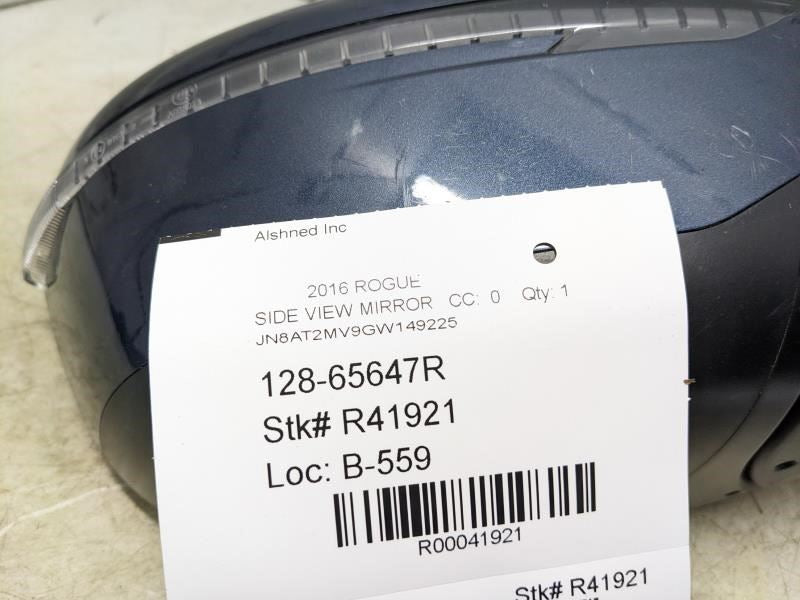 Alshned Inc
2016 ROGUE
SIDE VIEW MIRROR CC: 0 Qty: 1
JN8AT2MV9GW149225
128-65647R
Stk# R41921
Loc: B-559
R00041921
Stk# R41921